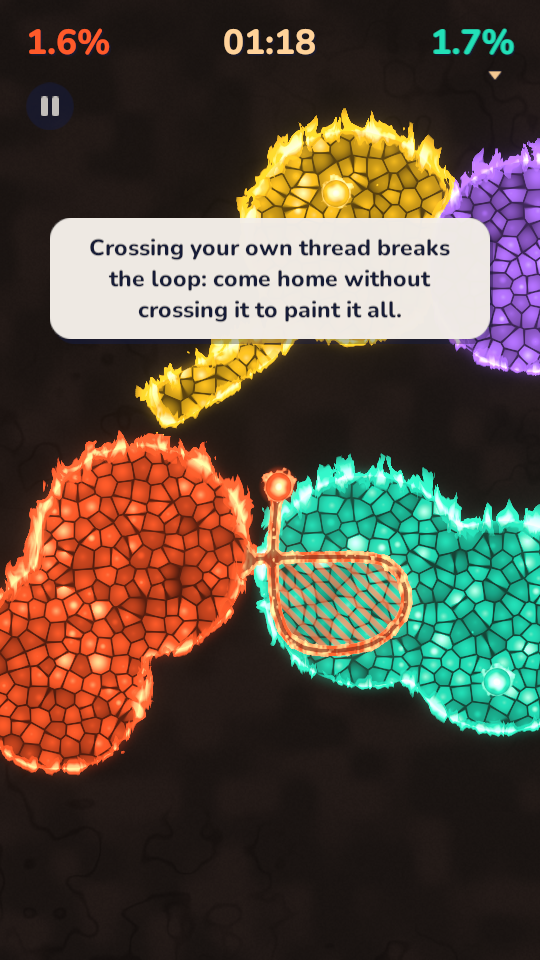 1.6% 01:18 1.7%
Crossing your own thread breaks
the loop: come home without
crossing it to paint it all.